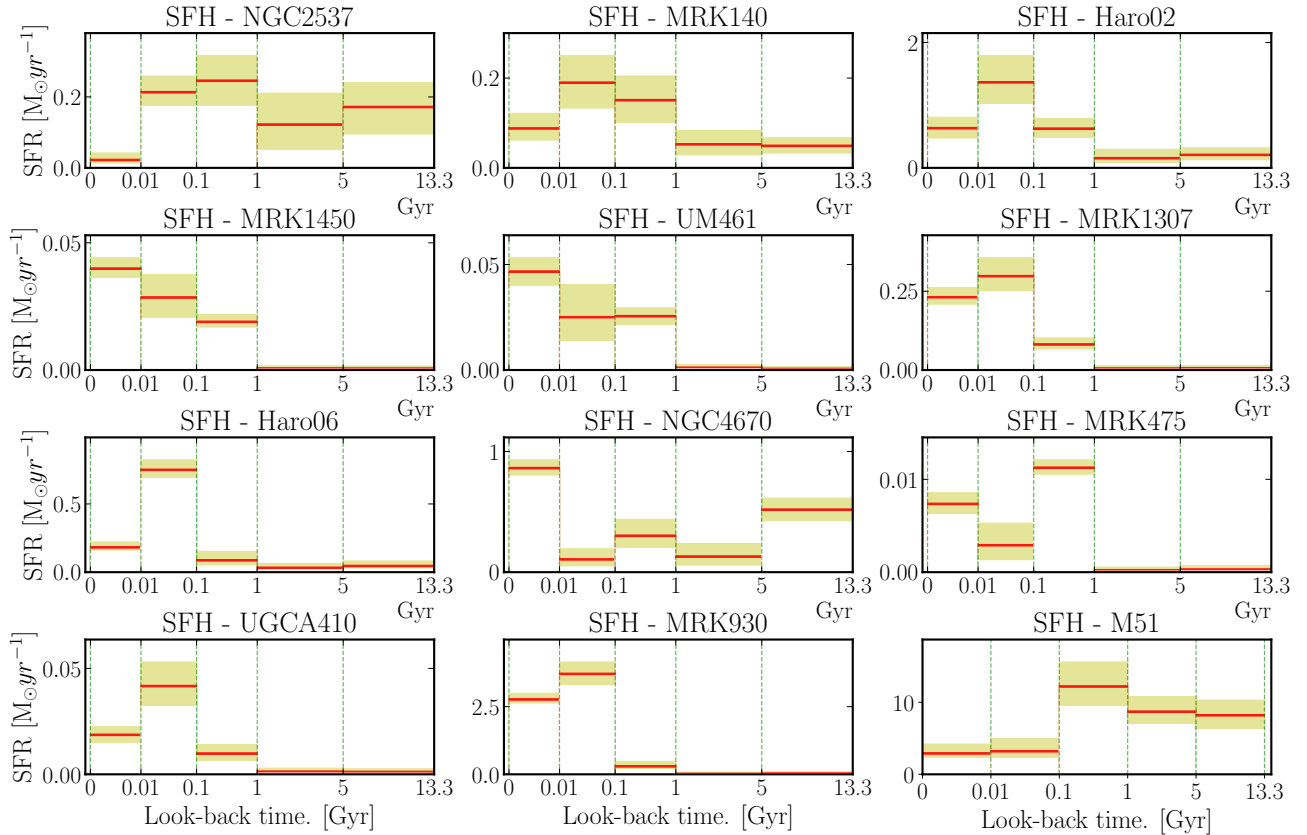 SFH - NGC2537
SFR [M⊙yr⁻¹]
0.2
0.0
0 0.01 0.1 1 5 13.3
Gyr
SFH - MRK140
0.2
0.0
0 0.01 0.1 1 5 13.3
Gyr
SFH - Haro02
2
0
0 0.01 0.1 1 5 13.3
Gyr
SFH - MRK1450
SFR [M⊙yr⁻¹]
0.05
0.00
0 0.01 0.1 1 5 13.3
Gyr
SFH - UM461
0.05
0.00
0 0.01 0.1 1 5 13.3
Gyr
SFH - MRK1307
0.25
0.00
0 0.01 0.1 1 5 13.3
Gyr
SFH - Haro06
SFR [M⊙yr⁻¹]
0.5
0.0
0 0.01 0.1 1 5 13.3
Gyr
SFH - NGC4670
1
0
0 0.01 0.1 1 5 13.3
Gyr
SFH - MRK475
0.01
0.00
0 0.01 0.1 1 5 13.3
Gyr
SFH - UGCA410
SFR [M⊙yr⁻¹]
0.05
0.00
0 0.01 0.1 1 5 13.3
Look-back time. [Gyr]
SFH - MRK930
2.5
0.0
0 0.01 0.1 1 5 13.3
Look-back time. [Gyr]
SFH - M51
10
0
0 0.01 0.1 1 5 13.3
Look-back time. [Gyr]